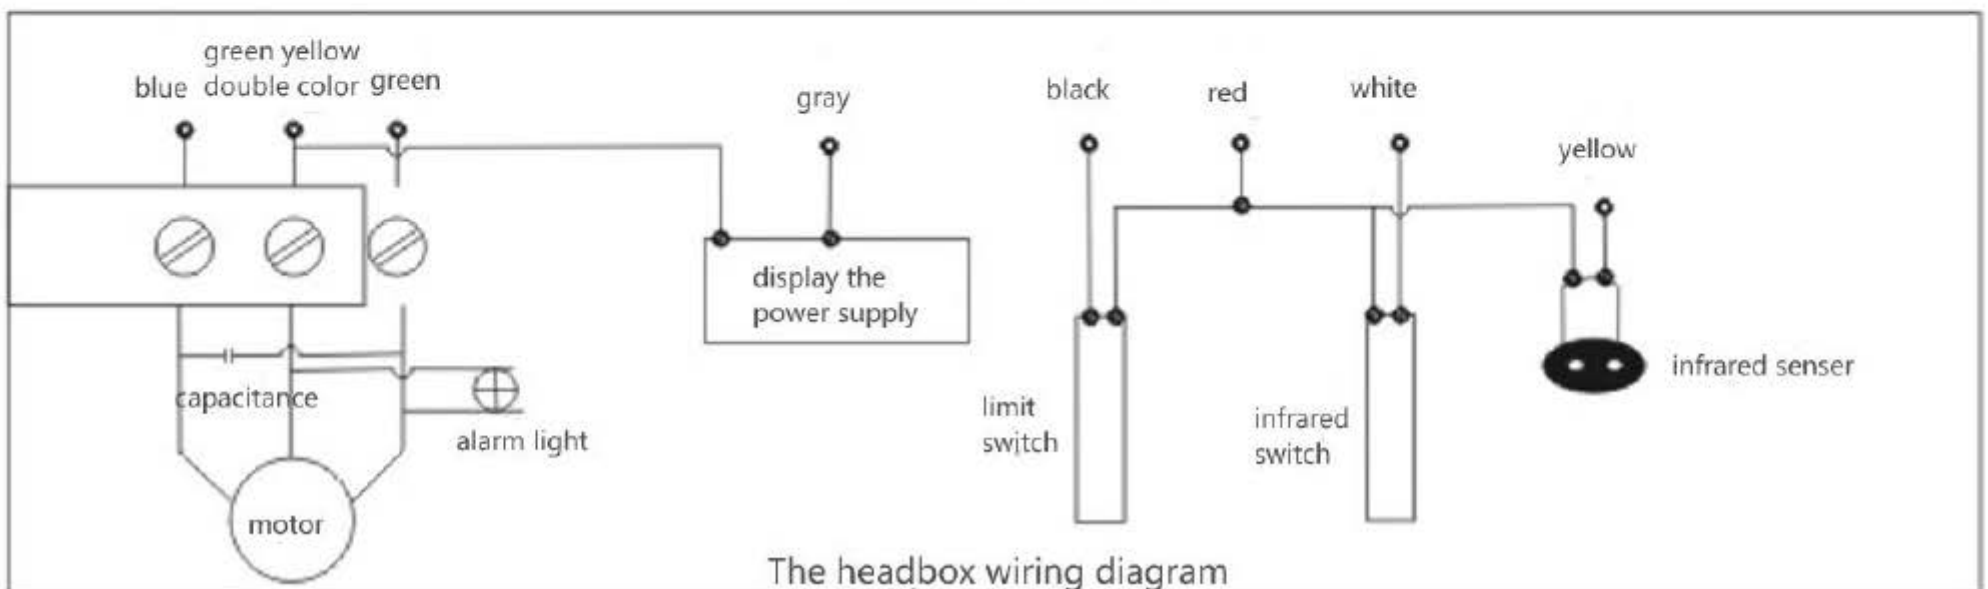 green yellow
blue double color green
gray
black
red
white
yellow
display the
power supply
capacitance
alarm light
motor
limit
switch
infrared
switch
infrared senser
The headbox wiring diagram